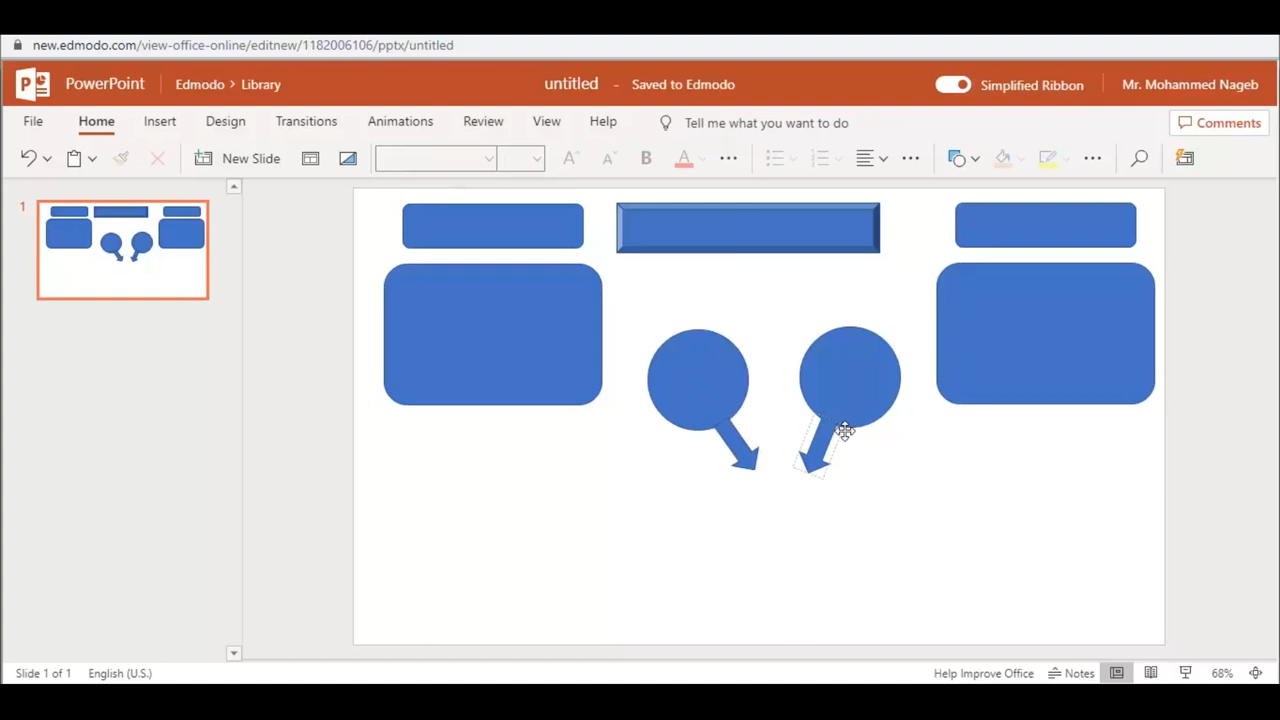 new.edmodo.com/view-office-online/editnew/1182006106/pptx/untitled
P PowerPoint Edmodo > Library untitled - Saved to Edmodo Simplified Ribbon Mr. Mohammed Nageb
File Home Insert Design Transitions Animations Review View Help Tell me what you want to do Comments
New Slide A A B A
1
Slide 1 of 1 English (U.S.) Help Improve Office Notes 68%